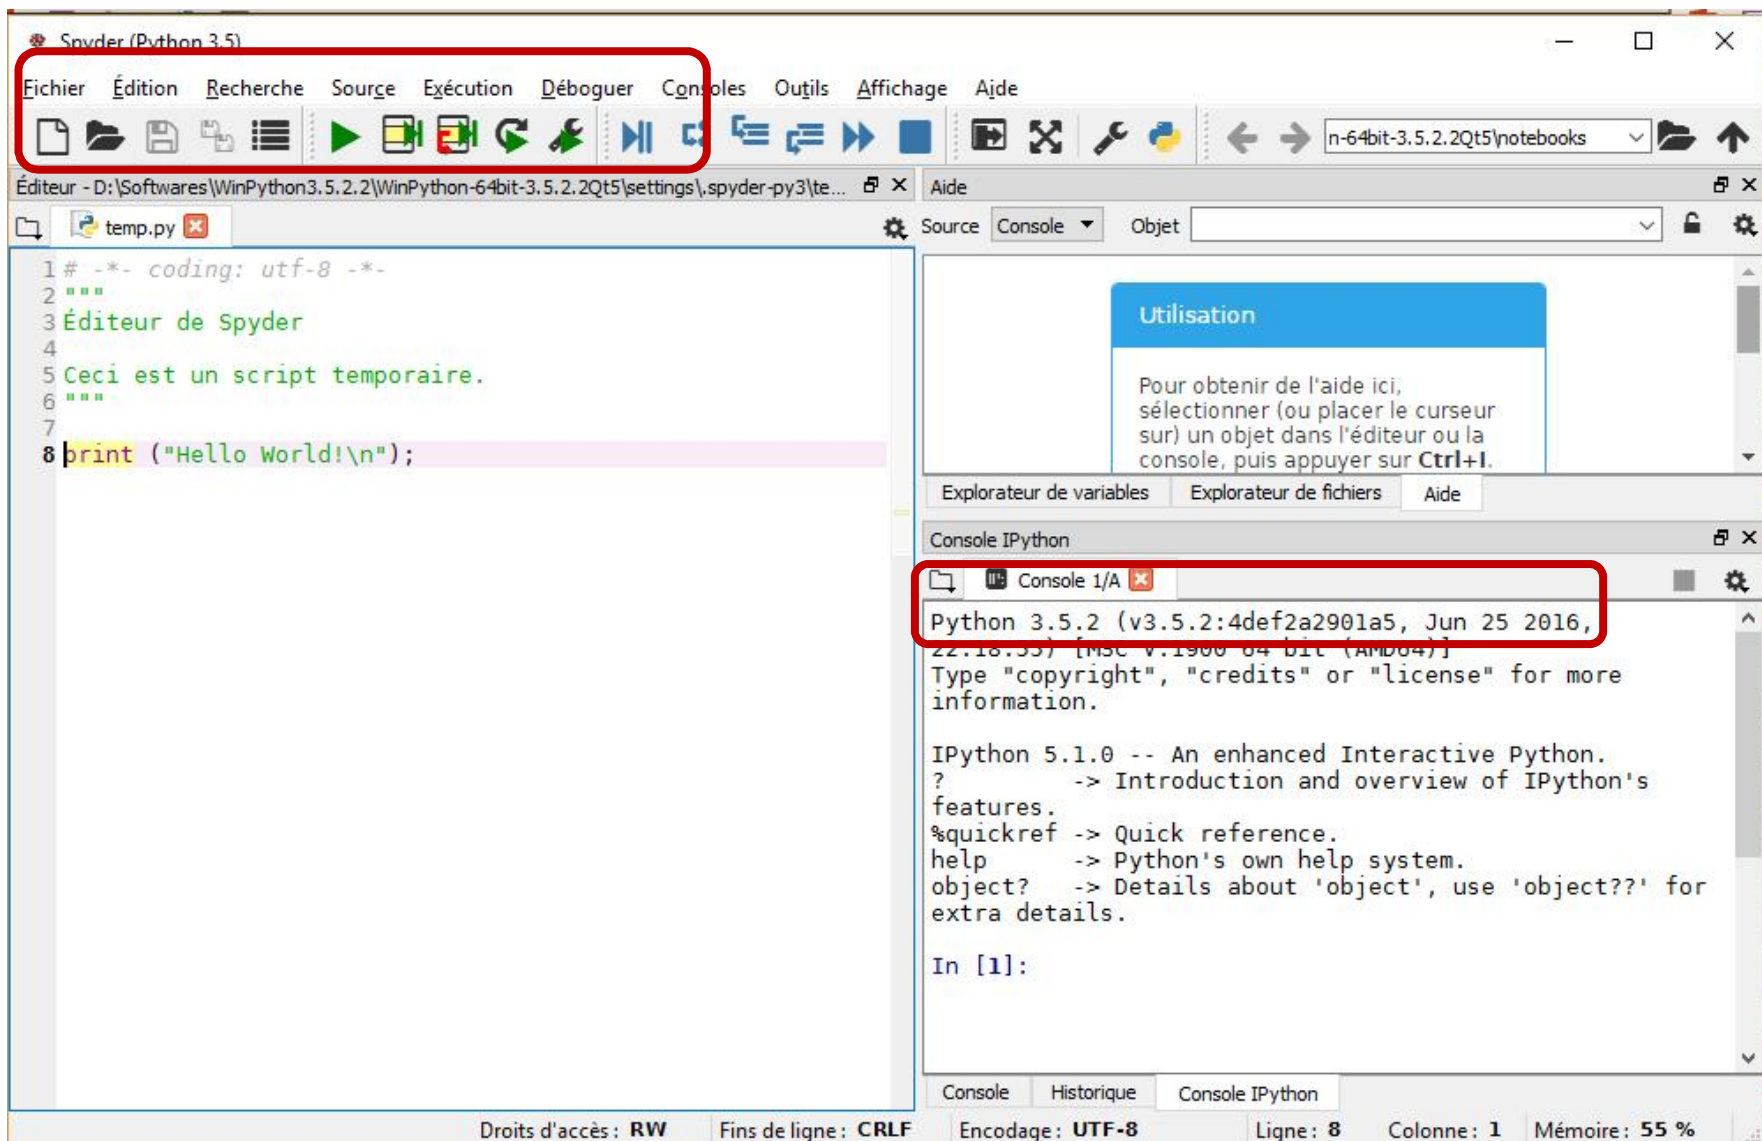 Spyder (Python 3.5)
Fichier Édition Recherche Source Exécution Déboguer Consoles Outils Affichage Aide
n-64bit-3.5.2.2Qt5\notebooks
Éditeur - D:\Softwares\WinPython3.5.2.2\WinPython-64bit-3.5.2.2Qt5\settings\.spyder-py3\te...
temp.py
1 # -*- coding: utf-8 -*-
2 """
3 Éditeur de Spyder
4
5 Ceci est un script temporaire.
6 """
7
8 print ("Hello World!\n");
Aide
Source Console Objet
Utilisation
Pour obtenir de l'aide ici,
sélectionner (ou placer le curseur
sur) un objet dans l'éditeur ou la
console, puis appuyer sur Ctrl+I.
Explorateur de variables Explorateur de fichiers Aide
Console IPython
Console 1/A
Python 3.5.2 (v3.5.2:4def2a2901a5, Jun 25 2016,
22:18:55) [MSC v.1900 64 bit (AMD64)]
Type "copyright", "credits" or "license" for more
information.
IPython 5.1.0 -- An enhanced Interactive Python.
? -> Introduction and overview of IPython's
features.
%quickref -> Quick reference.
help -> Python's own help system.
object? -> Details about 'object', use 'object??' for
extra details.
In [1]:
Console Historique Console IPython
Droits d'accès : RW Fins de ligne : CRLF Encodage : UTF-8 Ligne : 8 Colonne : 1 Mémoire : 55 %